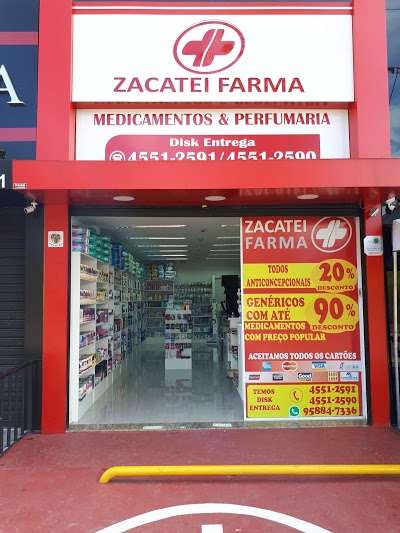 ZACATEI FARMA
MEDICAMENTOS & PERFUMARIA
Disk Entrega
4551-2591/4551-2590
ZACATEI
FARMA
TODOS
ANTICONCEPCIONAIS
20%
DESCONTO
GENÉRICOS
COM ATÉ
90%
DESCONTO
MEDICAMENTOS
COM PREÇO POPULAR
ACEITAMOS TODOS OS CARTÕES
VISA
TEMOS
DISK
ENTREGA
4551-2591
4551-2590
95884-7336
A
1